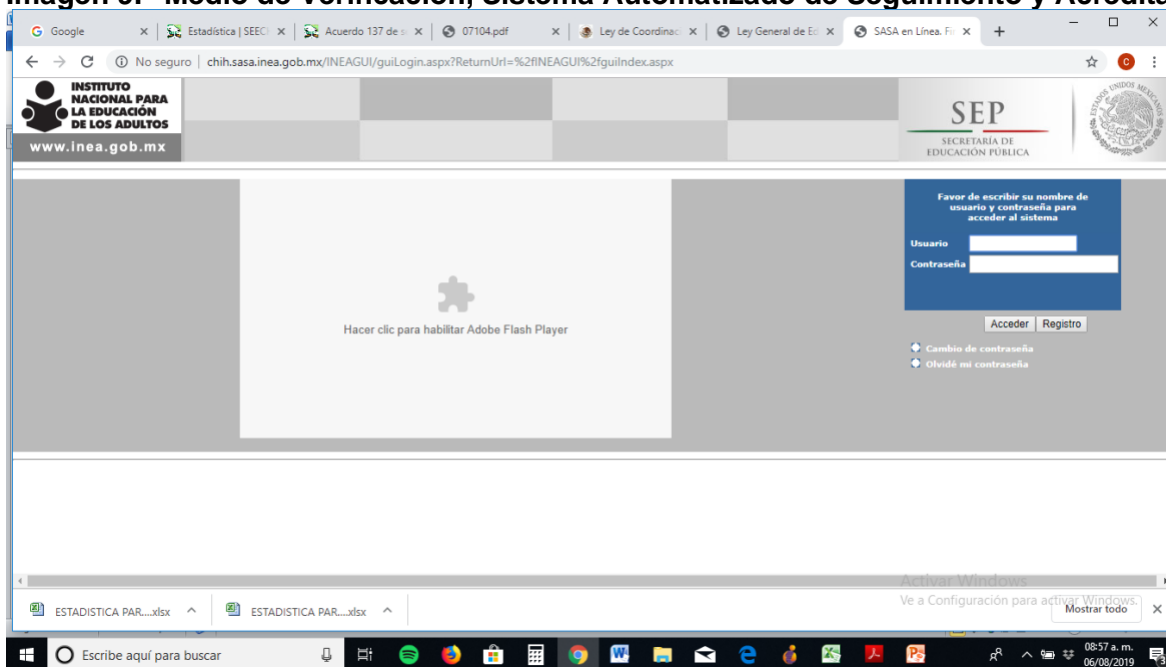 Imagen 9.- Medio de Verificación, Sistema Automatizado de Seguimiento y Acredita
Google
Estadística | SEEC
Acuerdo 137 de s
07104.pdf
Ley de Coordinac
Ley General de Ed
SASA en Línea. Fi
No seguro | chih.sasa.inea.gob.mx/INEAGUI/guiLogin.aspx?ReturnUrl=%2fINEAGUI%2fguiIndex.aspx
C
INSTITUTO
NACIONAL PARA
LA EDUCACIÓN
DE LOS ADULTOS
www.inea.gob.mx
SEP
SECRETARÍA DE
EDUCACIÓN PÚBLICA
UNIDOS
Favor de escribir su nombre de
usuario y contraseña para
acceder al sistema
Usuario
Contraseña
Hacer clic para habilitar Adobe Flash Player
Acceder Registro
Cambio de contraseña
Olvidé mi contraseña
Activar Windows
Ve a Configuración para activar Windows.
ESTADISTICA PAR....xlsx
ESTADISTICA PAR....xlsx
Mostrar todo
Escribe aquí para buscar
08:57 a. m.
06/08/2019